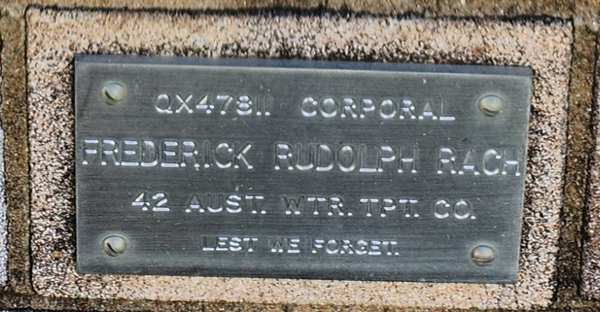 QX47811 CORPORAL
FREDERICK RUDOLPH RACH
42 AUST. WTR. TPT. CO.
LEST WE FORGET.